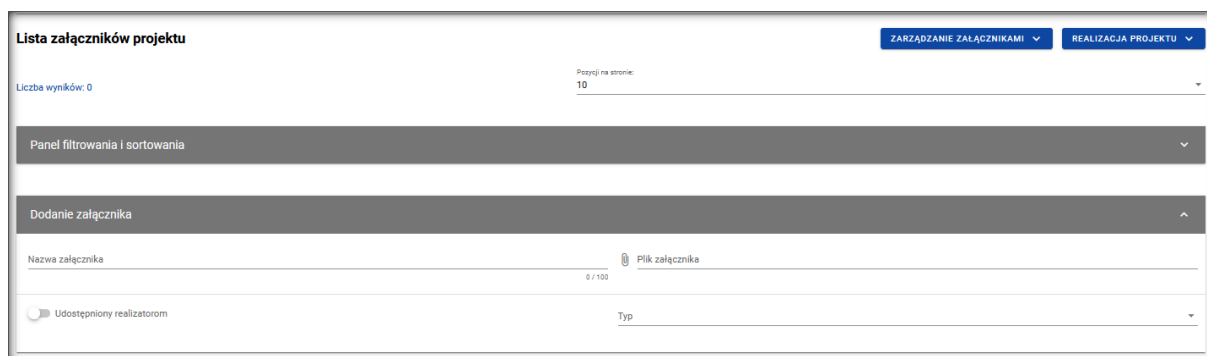 Lista załączników projektu
ZARZĄDZANIE ZAŁĄCZNIKAMI
REALIZACJA PROJEKTU
Liczba wyników: 0
Pozycji na stronie:
10
Panel filtrowania i sortowania
Dodanie załącznika
Nazwa załącznika
Plik załącznika
0 / 100
Udostępniony realizatorom
Typ